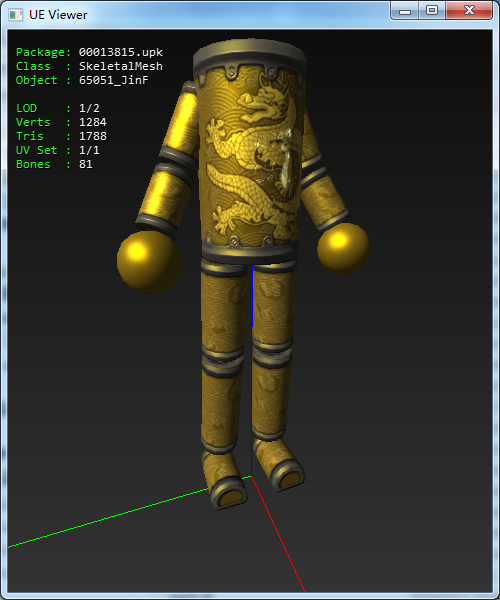 UE Viewer
Package: 00013815.upk
Class  : SkeletalMesh
Object : 65051_JinF
LOD    : 1/2
Verts  : 1284
Tris   : 1788
UV Set : 1/1
Bones  : 81